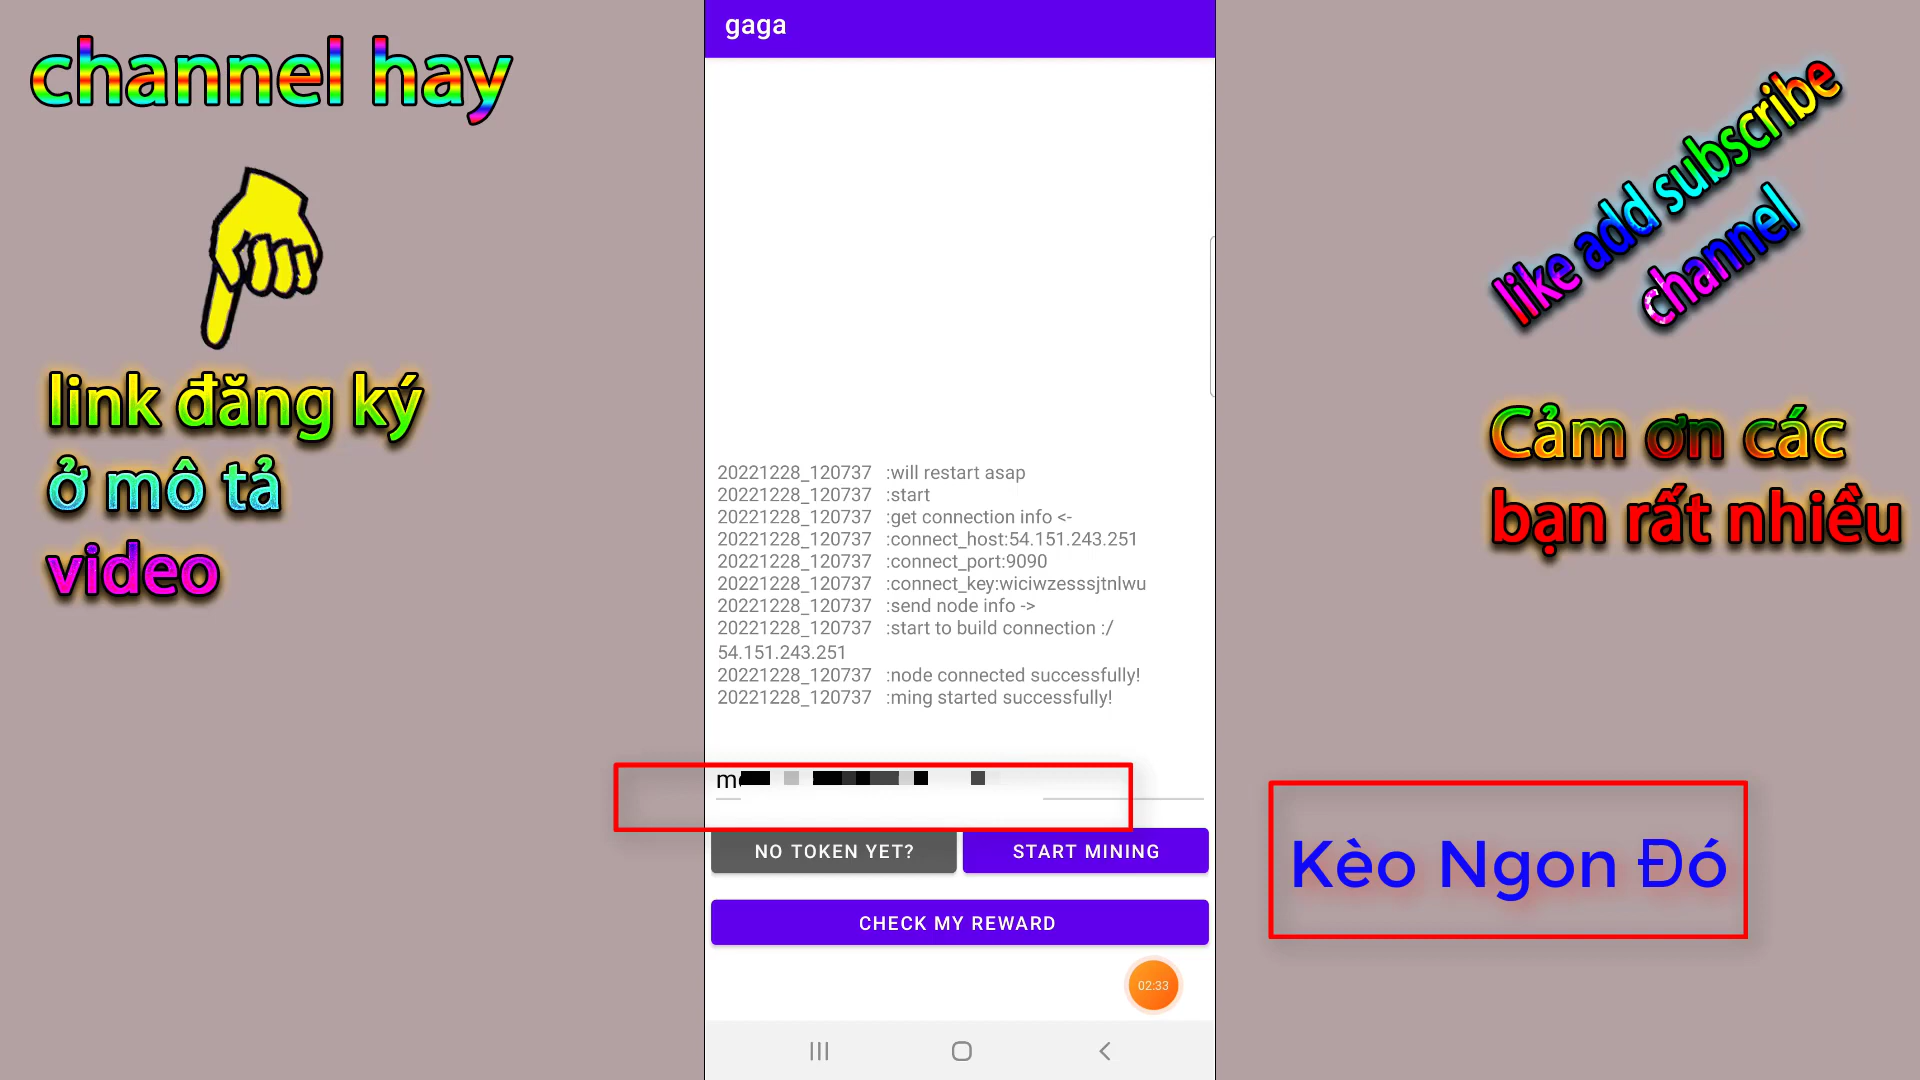 channel hay
link đăng ký
ở mô tả
video
gaga
20221228_120737 :will restart asap
20221228_120737 :start
20221228_120737 :get connection info <-
20221228_120737 :connect_host:54.151.243.251
20221228_120737 :connect_port:9090
20221228_120737 :connect_key:wiciwzesssjtnlwu
20221228_120737 :send node info ->
20221228_120737 :start to build connection :/
54.151.243.251
20221228_120737 :node connected successfully!
20221228_120737 :ming started successfully!
NO TOKEN YET?
START MINING
CHECK MY REWARD
02:33
like add subscribe
channel
Cảm ơn các
bạn rất nhiều
Kèo Ngon Đó